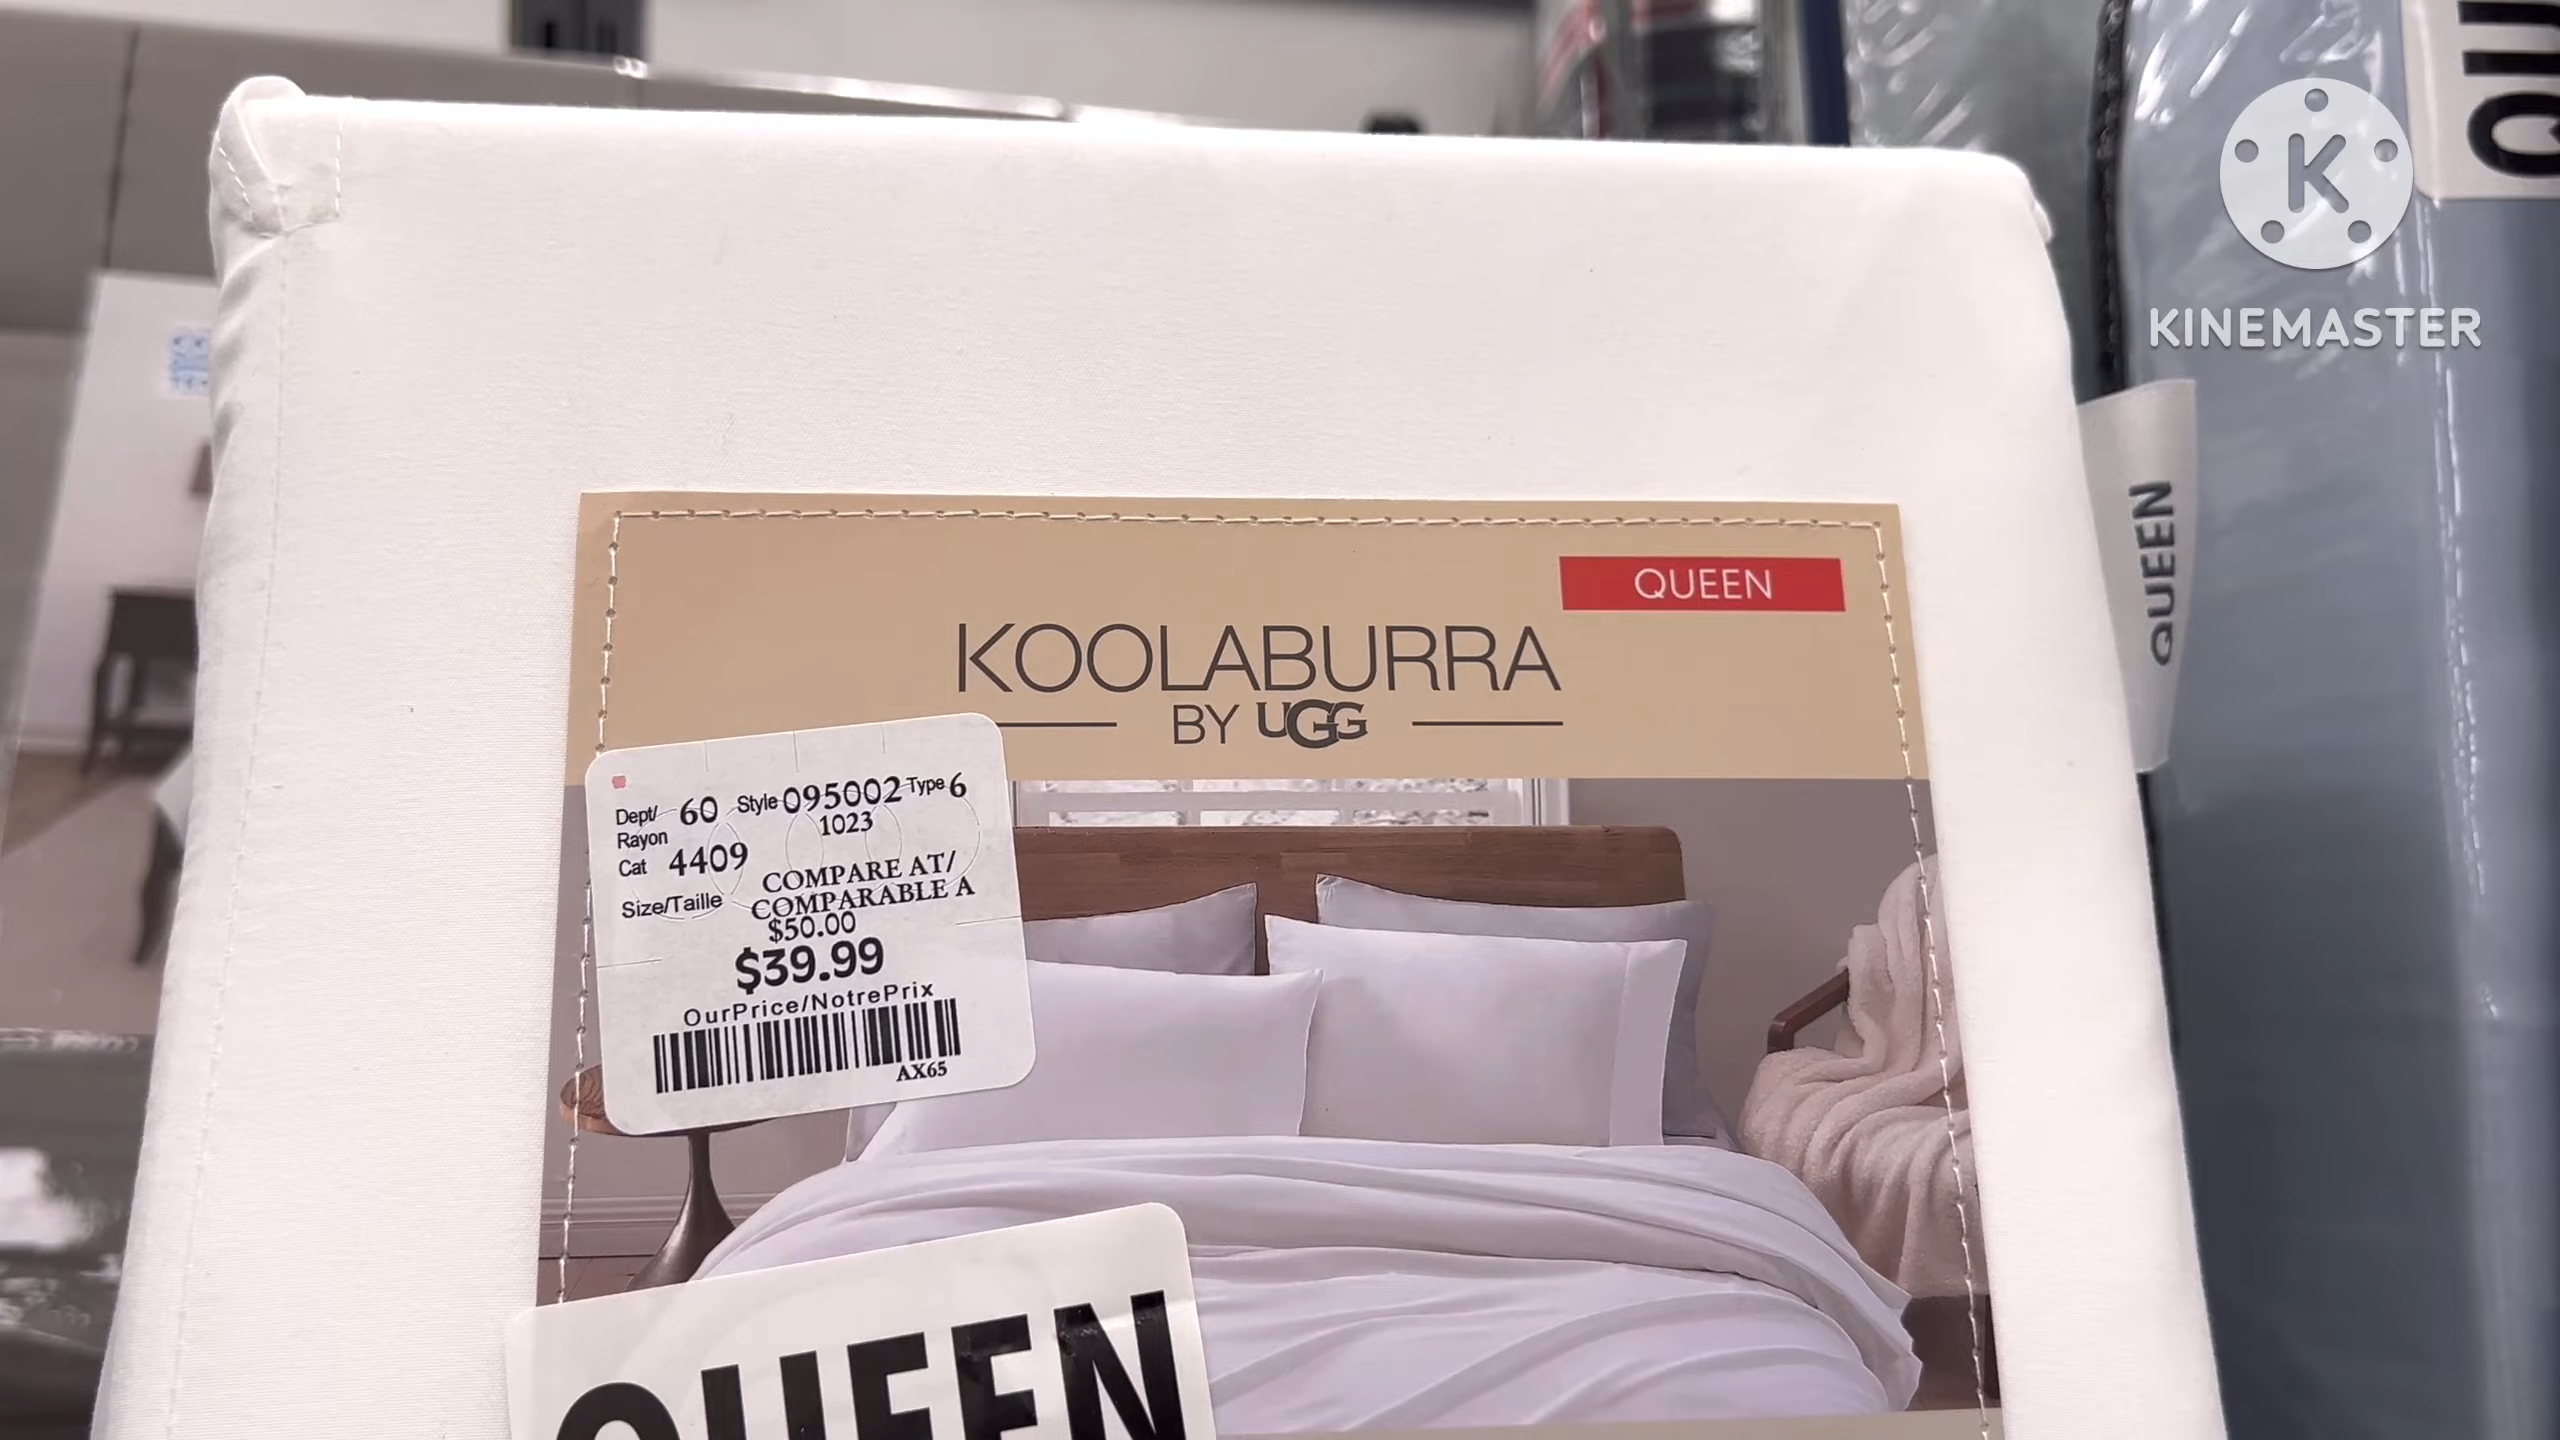 QUEEN
KOOLABURRA
BY UGG
Dept/ Rayon 60 Style 095002 Type 6
1023
Cat 4409
COMPARE AT/
Size/Taille COMPARABLE A
$50.00
$39.99
OurPrice/NotrePrix
AX65
QUEEN
QUEEN
KINEMASTER